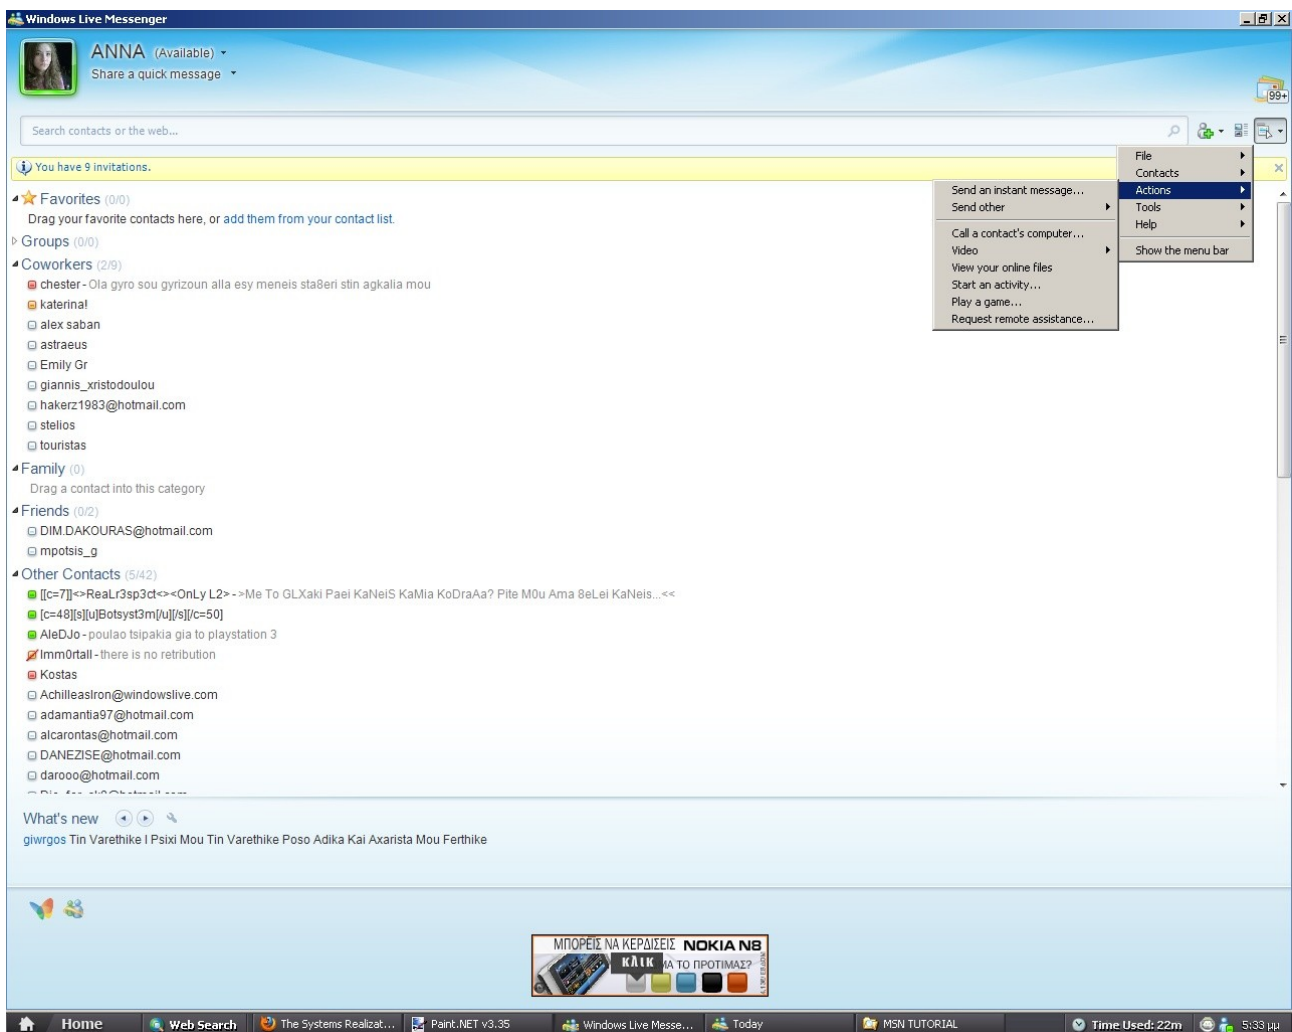 Windows Live Messenger
ANNA (Available)
Share a quick message
99+
Search contacts or the web...
You have 9 invitations.
File
Contacts
Actions
Tools
Help
Show the menu bar
Send an instant message...
Send other
Call a contact's computer...
Video
View your online files
Start an activity...
Play a game...
Request remote assistance...
Favorites (0/0)
Drag your favorite contacts here, or add them from your contact list.
Groups (0/0)
Coworkers (2/9)
chester - Ola gyro sou gyrizoun alla esy meneis sta8eri stin agkalia mou
katerina!
alex saban
astraeus
Emily Gr
giannis_xristodoulou
hakerz1983@hotmail.com
stelios
touristas
Family (0)
Drag a contact into this category
Friends (0/2)
DIM.DAKOURAS@hotmail.com
mpotsis_g
Other Contacts (5/42)
[[c=7]]<>ReaLr3sp3ct<><OnLy L2> - >Me To GLXaki Paei KaNeiS KaMia KoDraAa? Pite M0u Ama 8eLei KaNeis...<<
[c=48][s][u]Botsyst3m[/u][/s][/c=50]
AleDJo - poulao tsipakia gia to playstation 3
Imm0rtall - there is no retribution
Kostas
AchilleasIron@windowslive.com
adamantia97@hotmail.com
alcarontas@hotmail.com
DANEZISE@hotmail.com
darooo@hotmail.com
What's new
giwrgos Tin Varethike I Psixi Mou Tin Varethike Poso Adika Kai Axarista Mou Ferthike
ΜΠΟΡΕΙΣ ΝΑ ΚΕΡΔΙΣΕΙΣ NOKIA N8
κλικ ΜΑ ΤΟ ΠΡΟΤΙΜΑΣ?
Home
Web Search
The Systems Realizat...
Paint.NET v3.35
Windows Live Messe...
Today
MSN TUTORIAL
Time Used: 22m
5:33 μμ